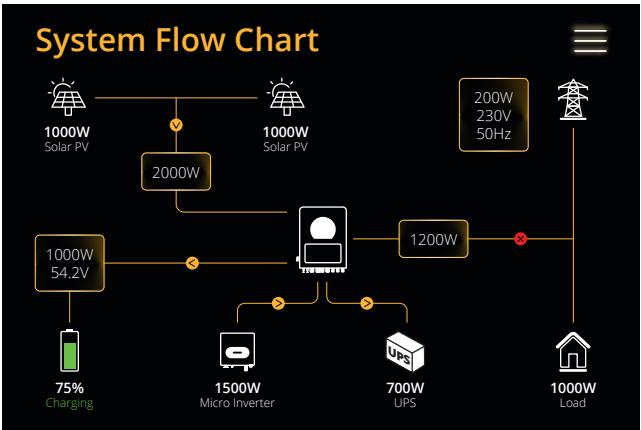 System Flow Chart
1000W
Solar PV
1000W
Solar PV
200W
230V
50Hz
2000W
1200W
1000W
54.2V
UPS
75%
Charging
1500W
Micro Inverter
700W
UPS
1000W
Load